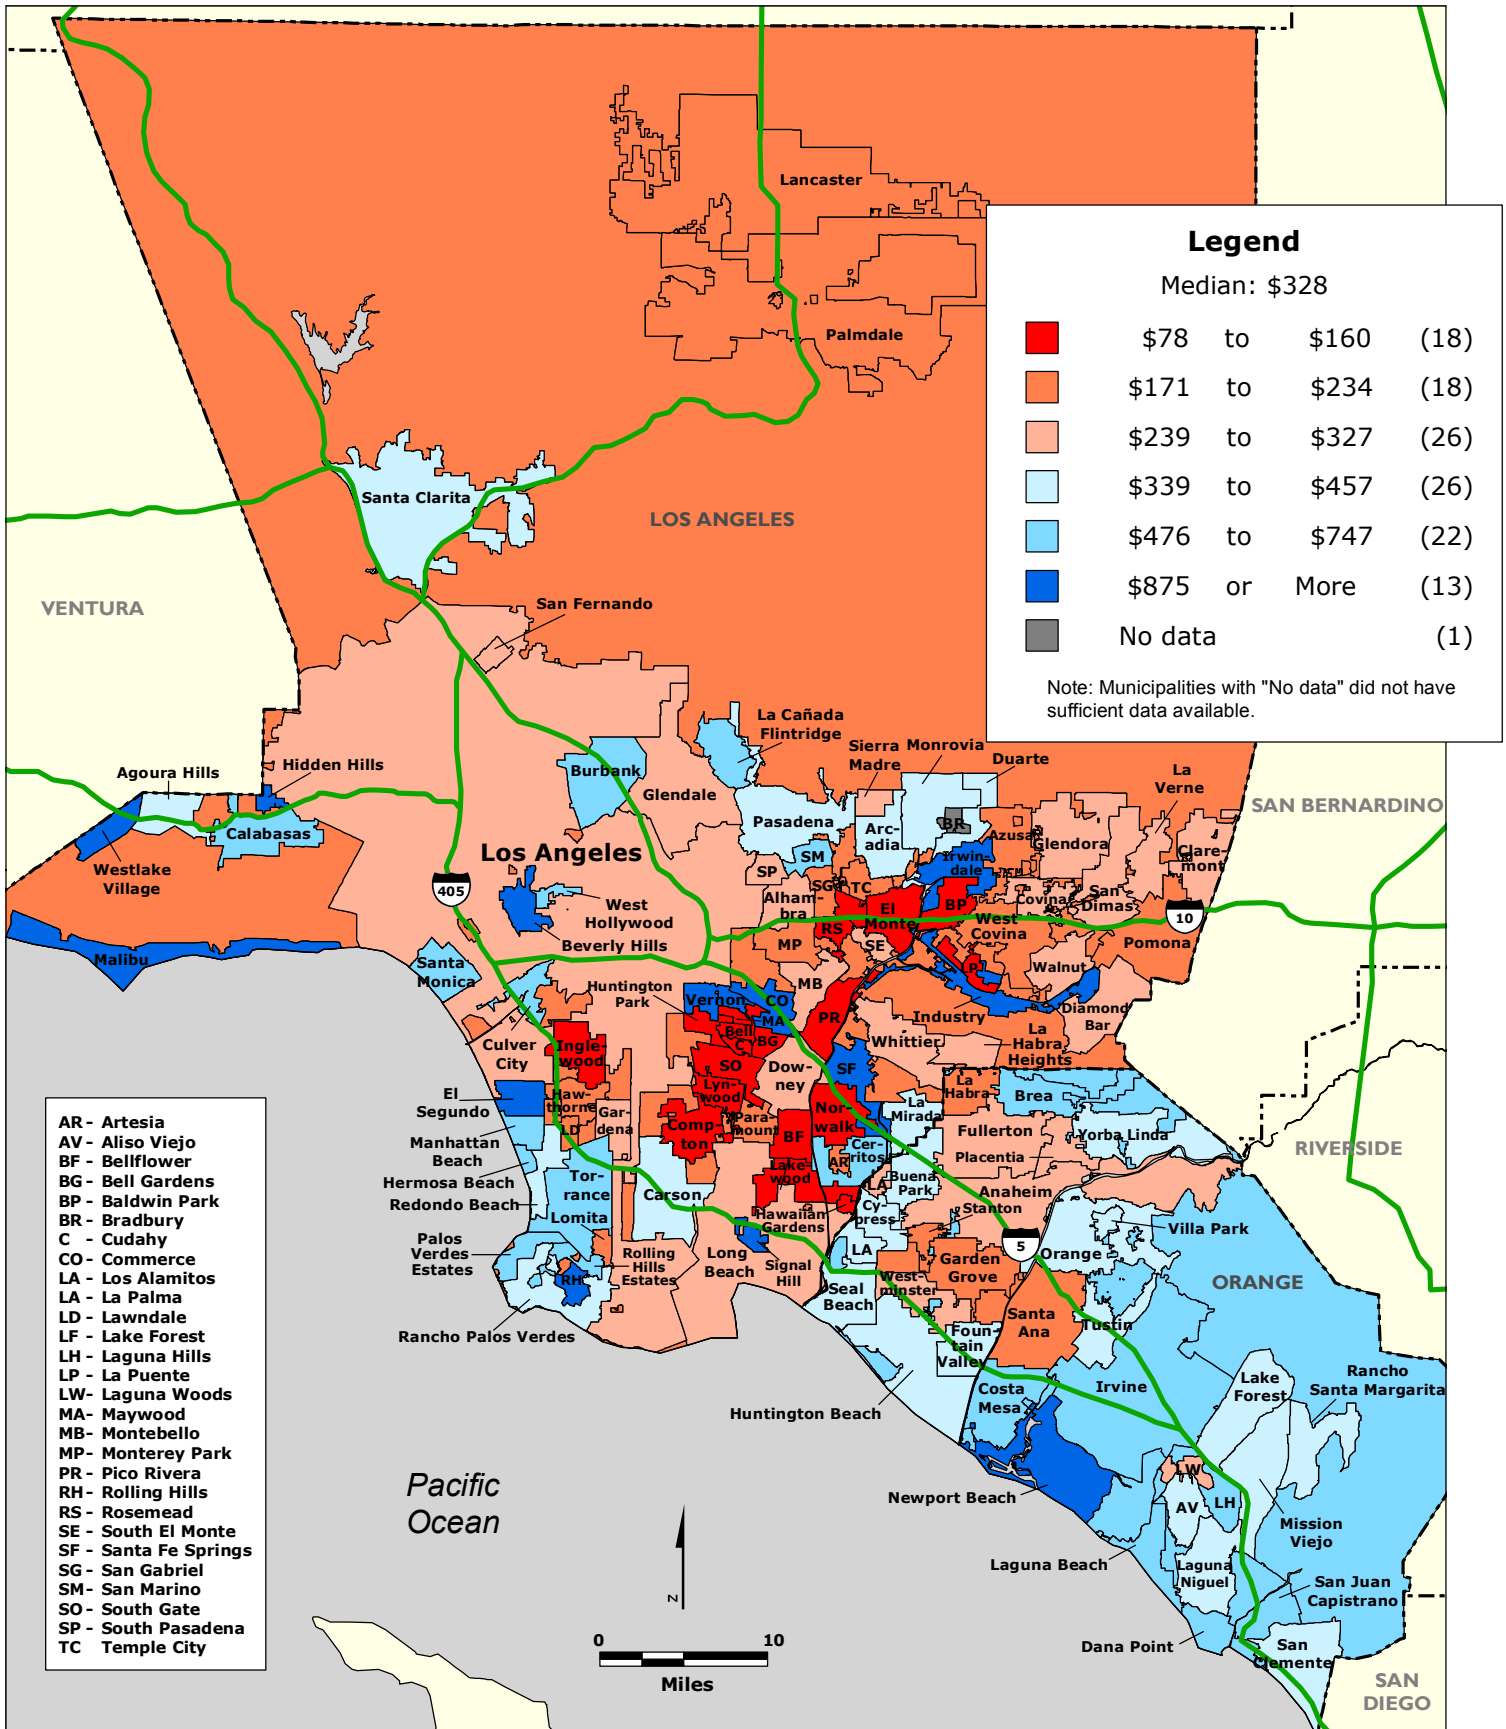 Lancaster
Palmdale
Legend
Median: $328
$78 to $160 (18)
$171 to $234 (18)
$239 to $327 (26)
$339 to $457 (26)
$476 to $747 (22)
$875 or More (13)
No data (1)
Note: Municipalities with "No data" did not have
sufficient data available.
Santa Clarita
LOS ANGELES
VENTURA
San Fernando
La Cañada
Flintridge
Sierra
Madre
Monrovia
Duarte
La
Verne
SAN BERNARDINO
Agoura Hills
Hidden Hills
Burbank
Glendale
Calabasas
Pasadena
Arc-
adia
BR
Azusa
Glendora
Clare-
mont
Westlake
Village
Los Angeles
SM
Irwin-
dale
SP
SG
TC
405
West
Hollywood
Alham-
bra
El
Monte
BP
Covina
San
Dimas
10
Beverly Hills
RS
West
Covina
Malibu
Santa
Monica
MP
SE
LP
Walnut
Pomona
Huntington
Park
MB
Vernon
CO
MA
PR
Industry
Diamond
Bar
Culver
City
Ingle-
wood
Bell
C
BG
Whittier
La
Habra
Heights
SO
Dow-
ney
SF
El
Segundo
Haw-
thorne
Lyn-
wood
La
Habra
Brea
LD
Gar-
dena
Comp-
ton
Para-
mount
Nor-
walk
La
Mirada
Manhattan
Beach
BF
Fullerton
Yorba Linda
RIVERSIDE
Hermosa Beach
Cer-
ritos
AR
Placentia
Tor-
rance
Lake-
wood
LA
Buena
Park
Redondo Beach
Carson
Anaheim
Lomita
Hawaiian
Gardens
Cy-
press
Stanton
Villa Park
Palos
Verdes
Estates
Rolling
Hills
Estates
Long
Beach
Signal
Hill
LA
Garden
Grove
5
Orange
ORANGE
RH
West-
minster
Seal
Beach
Santa
Ana
Tustin
Rancho Palos Verdes
Foun-
tain
Valley
Lake
Forest
Rancho
Santa Margarita
Costa
Mesa
Irvine
Huntington Beach
LW
Newport Beach
AV
LH
Mission
Viejo
Laguna Beach
Laguna
Niguel
San Juan
Capistrano
Dana Point
San
Clemente
SAN
DIEGO
Pacific
Ocean
N
0 10
Miles
AR - Artesia
AV - Aliso Viejo
BF - Bellflower
BG - Bell Gardens
BP - Baldwin Park
BR - Bradbury
C - Cudahy
CO - Commerce
LA - Los Alamitos
LA - La Palma
LD - Lawndale
LF - Lake Forest
LH - Laguna Hills
LP - La Puente
LW- Laguna Woods
MA- Maywood
MB- Montebello
MP - Monterey Park
PR - Pico Rivera
RH - Rolling Hills
RS - Rosemead
SE - South El Monte
SF - Santa Fe Springs
SG - San Gabriel
SM- San Marino
SO - South Gate
SP - South Pasadena
TC Temple City